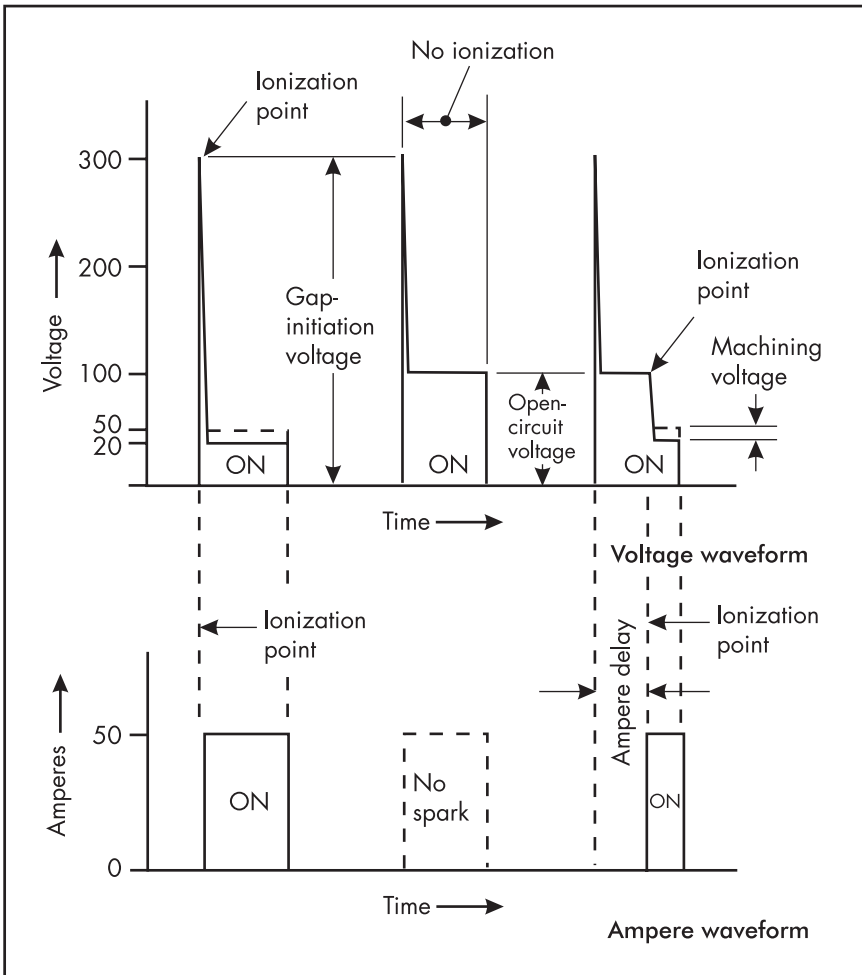 No ionization
Ionization
point
300
200
100
50
20
Voltage
Gap-
initiation
voltage
Ionization
point
Machining
voltage
Open-
circuit
voltage
ON
ON
ON
Time
Voltage waveform
Ionization
point
Ionization
point
Ampere delay
Amperes
50
0
ON
No
spark
ON
Time
Ampere waveform